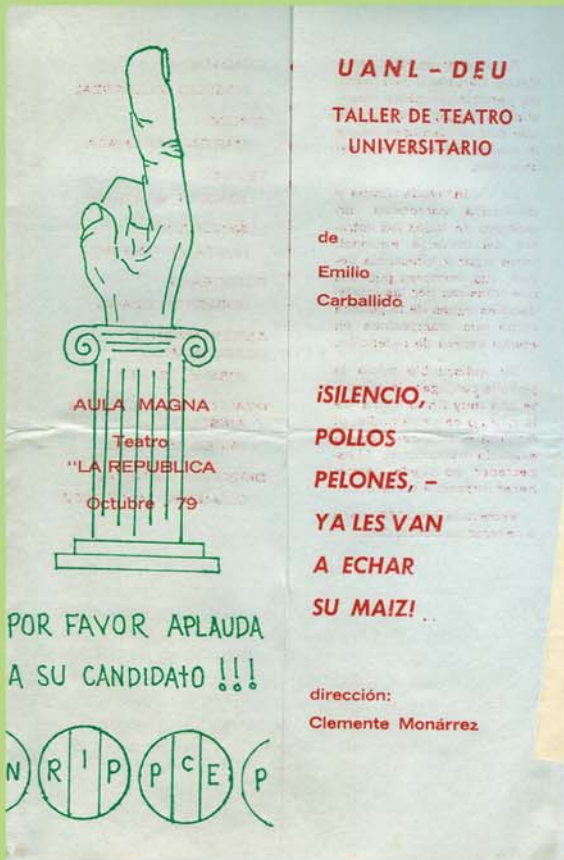 AULA MAGNA
Teatro
"LA REPUBLICA
Octubre - 79
POR FAVOR APLAUDA
A SU CANDIDATO !!!
N
R I P
P C E
P
UANL - DEU
TALLER DE TEATRO
UNIVERSITARIO
de
Emilio
Carballido
¡SILENCIO,
POLLOS
PELONES, -
YA LES VAN
A ECHAR
SU MAIZ!
dirección:
Clemente Monárrez